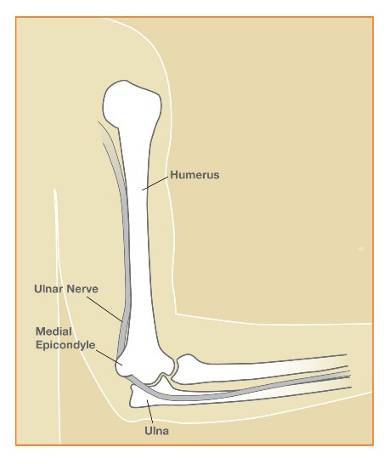 Humerus
Ulnar Nerve
Medial
Epicondyle
Ulna